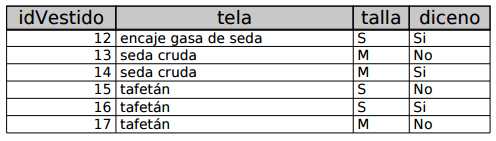 idVestido tela talla diceno
12 encaje gasa de seda S Si
13 seda cruda M No
14 seda cruda M Si
15 tafetán S No
16 tafetán S Si
17 tafetán M No